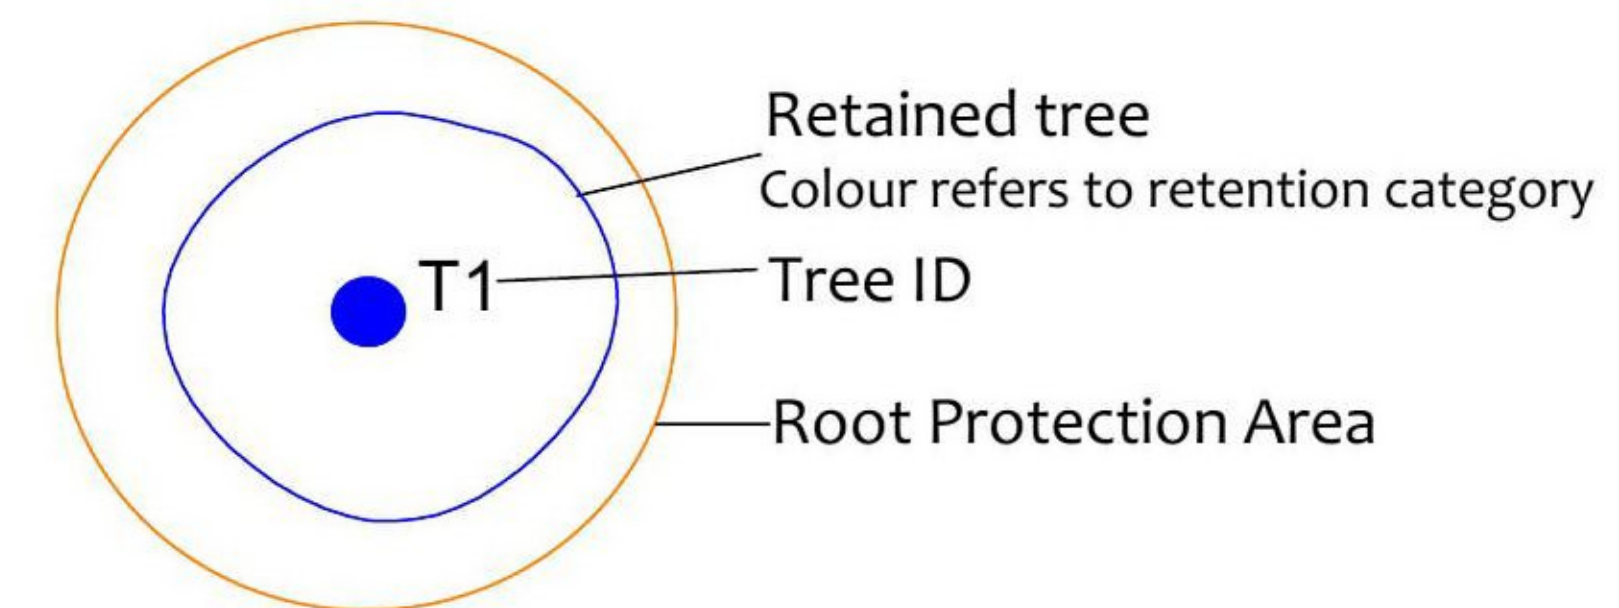 Retained tree
Colour refers to retention category
T1
Tree ID
Root Protection Area